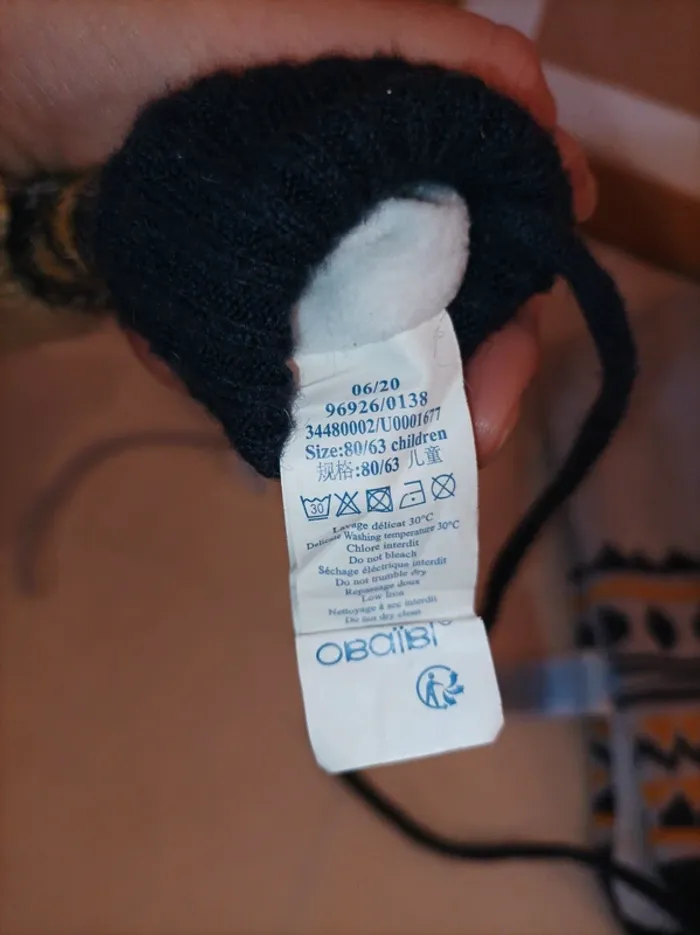 06/20
96926/0138
34480002/U0001677
Size:80/63 children
规格:80/63 儿童
30
Lavage délicat 30°C
Delicate Washing temperature 30°C
Chlore interdit
Do not bleach
Séchage électrique interdit
Do not trumble dry
Repassage doux
Low Iron
Nettoyage à sec interdit
Do not dry clean
OBAÏBI